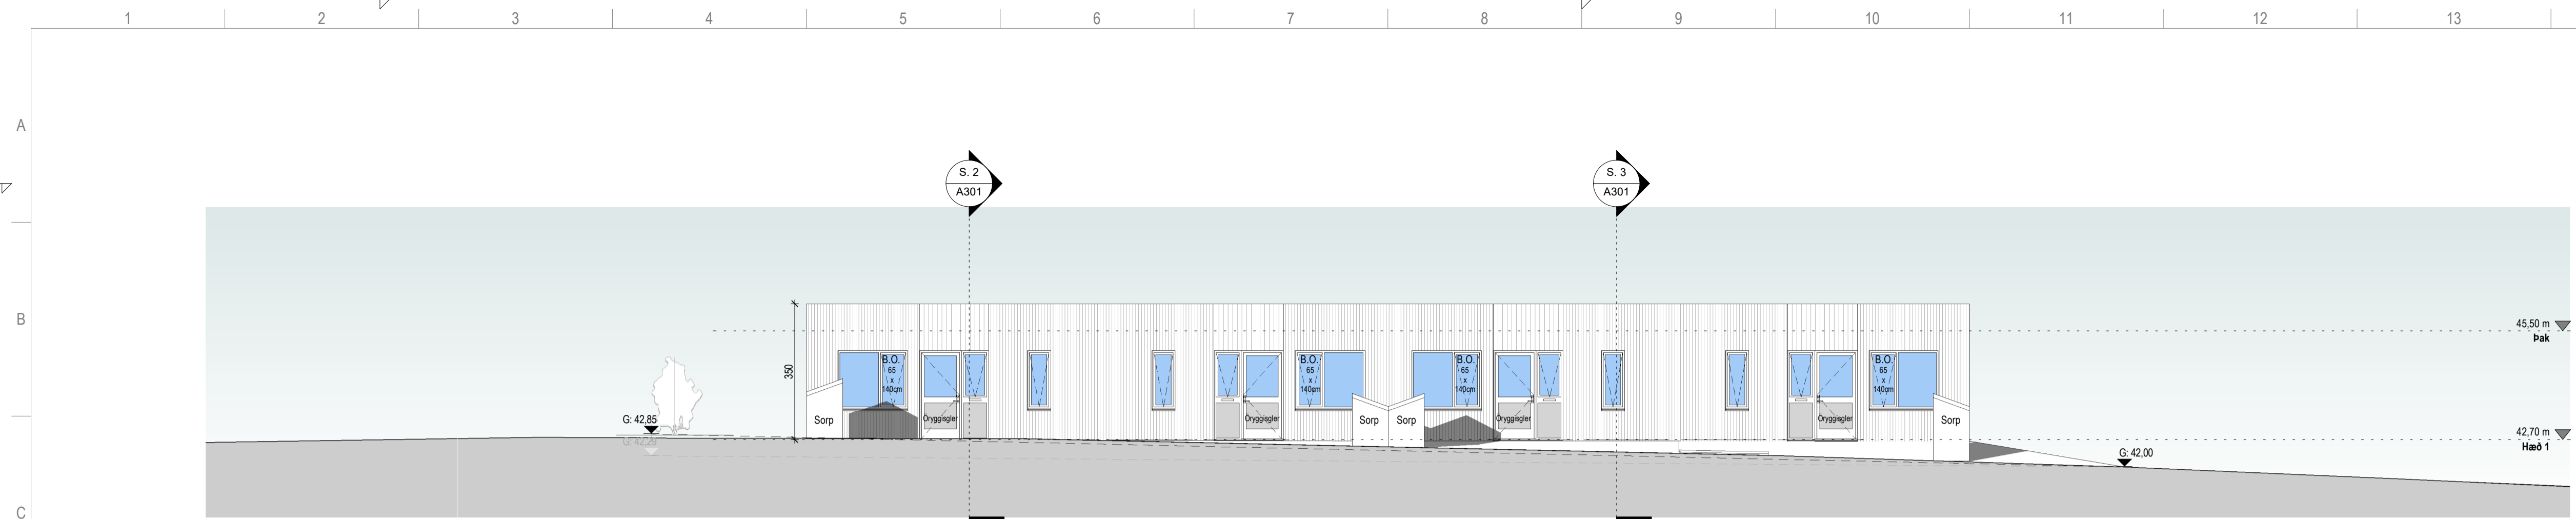 1 2 3 4 5 6 7 8 9 10 11 12 13
A
S. 2
A301
S. 3
A301
B
45,50 m
Þak
350
B.O.
65
x
140cm
B.O.
65
x
140cm
B.O.
65
x
140cm
B.O.
65
x
140cm
Sorp
Öryggisgler
Öryggisgler
Sorp
Sorp
Öryggisgler
Öryggisgler
Sorp
G: 42,85
42,70 m
Hæð 1
G: 42,00
C